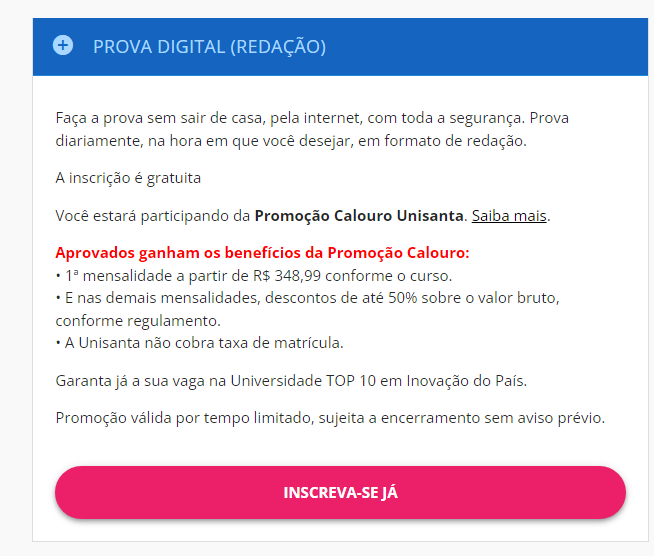 PROVA DIGITAL (REDAÇÃO)
Faça a prova sem sair de casa, pela internet, com toda a segurança. Prova
diariamente, na hora em que você desejar, em formato de redação.
A inscrição é gratuita
Você estará participando da Promoção Calouro Unisanta. Saiba mais.
Aprovados ganham os benefícios da Promoção Calouro:
• 1ª mensalidade a partir de R$ 348,99 conforme o curso.
• E nas demais mensalidades, descontos de até 50% sobre o valor bruto,
conforme regulamento.
• A Unisanta não cobra taxa de matrícula.
Garanta já a sua vaga na Universidade TOP 10 em Inovação do País.
Promoção válida por tempo limitado, sujeita a encerramento sem aviso prévio.
INSCREVA-SE JÁ